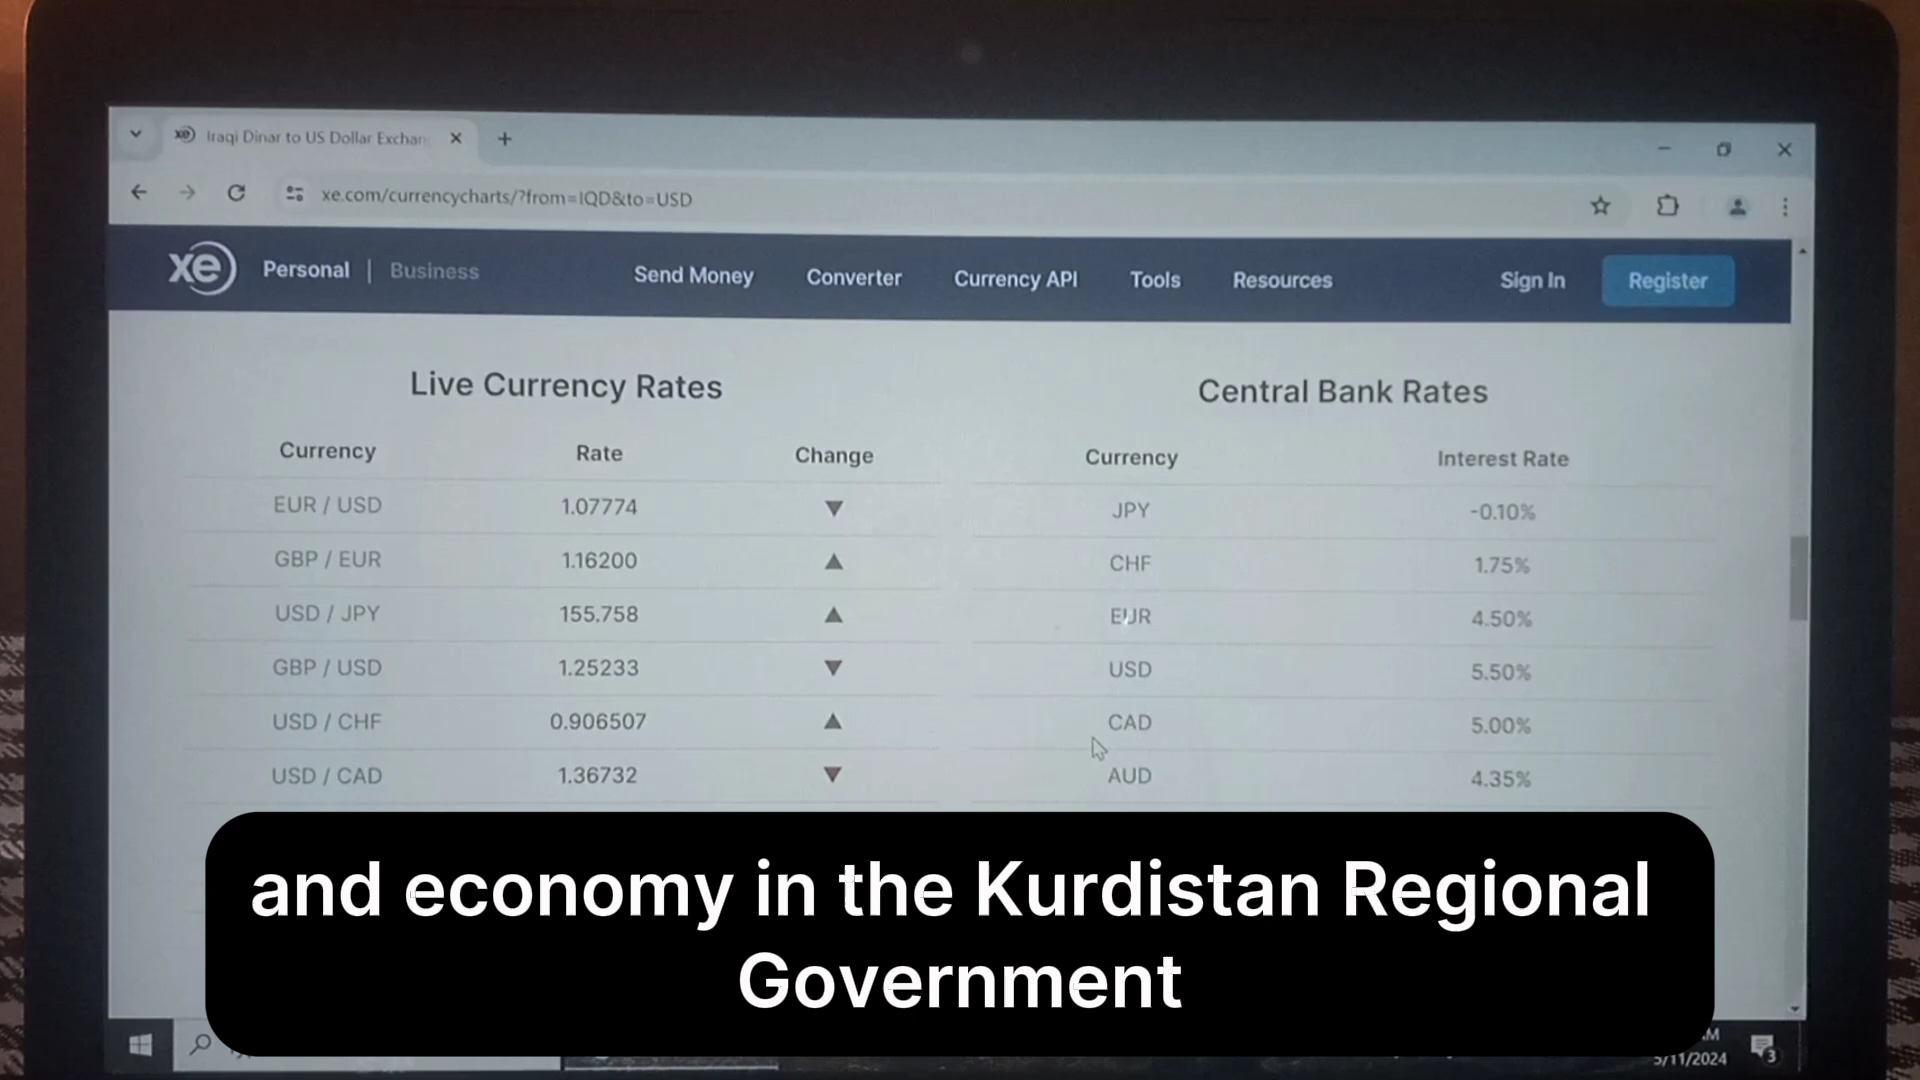 Iraqi Dinar to US Dollar Exchan
xe.com/currencycharts/?from=IQD&to=USD
xe Personal | Business Send Money Converter Currency API Tools Resources Sign In Register
Live Currency Rates
Currency Rate Change
EUR / USD 1.07774 ▼
GBP / EUR 1.16200 ▲
USD / JPY 155.758 ▲
GBP / USD 1.25233 ▼
USD / CHF 0.906507 ▲
USD / CAD 1.36732 ▼
Central Bank Rates
Currency Interest Rate
JPY -0.10%
CHF 1.75%
EUR 4.50%
USD 5.50%
CAD 5.00%
AUD 4.35%
and economy in the Kurdistan Regional
Government
5/11/2024
3